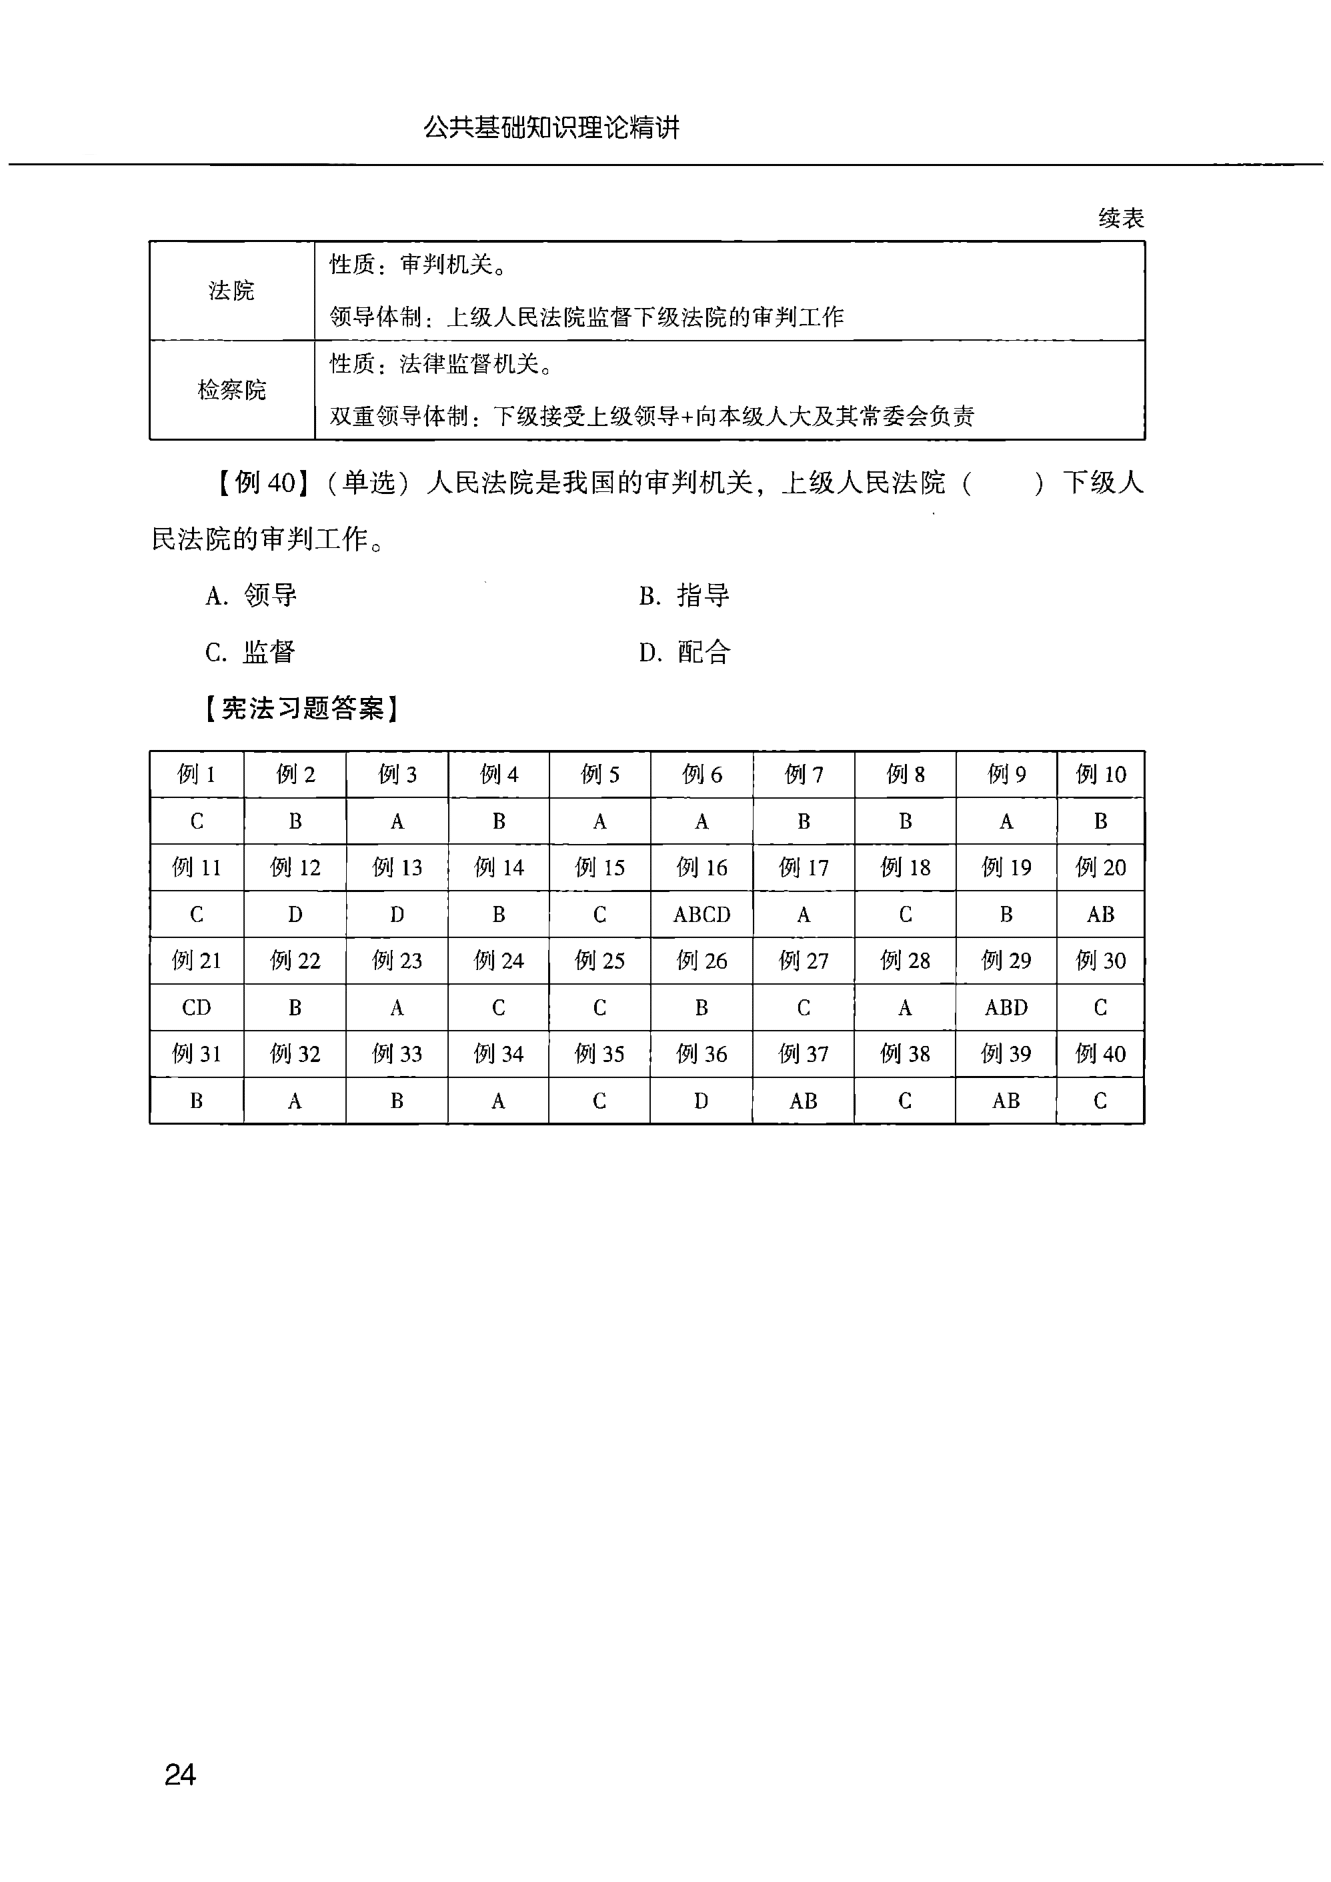 公共基础知识理论精讲
续表
法院
性质：审判机关。
领导体制：上级人民法院监督下级法院的审判工作
检察院
性质：法律监督机关。
双重领导体制：下级接受上级领导+向本级人大及其常委会负责
【例 40】（单选）人民法院是我国的审判机关，上级人民法院（　　）下级人
民法院的审判工作。
A. 领导　B. 指导
C. 监督　D. 配合
【宪法习题答案】
例 1 例 2 例 3 例 4 例 5 例 6 例 7 例 8 例 9 例 10
C B A B A A B B A B
例 11 例 12 例 13 例 14 例 15 例 16 例 17 例 18 例 19 例 20
C D D B C ABCD A C B AB
例 21 例 22 例 23 例 24 例 25 例 26 例 27 例 28 例 29 例 30
CD B A C C B C A ABD C
例 31 例 32 例 33 例 34 例 35 例 36 例 37 例 38 例 39 例 40
B A B A C D AB C AB C
24